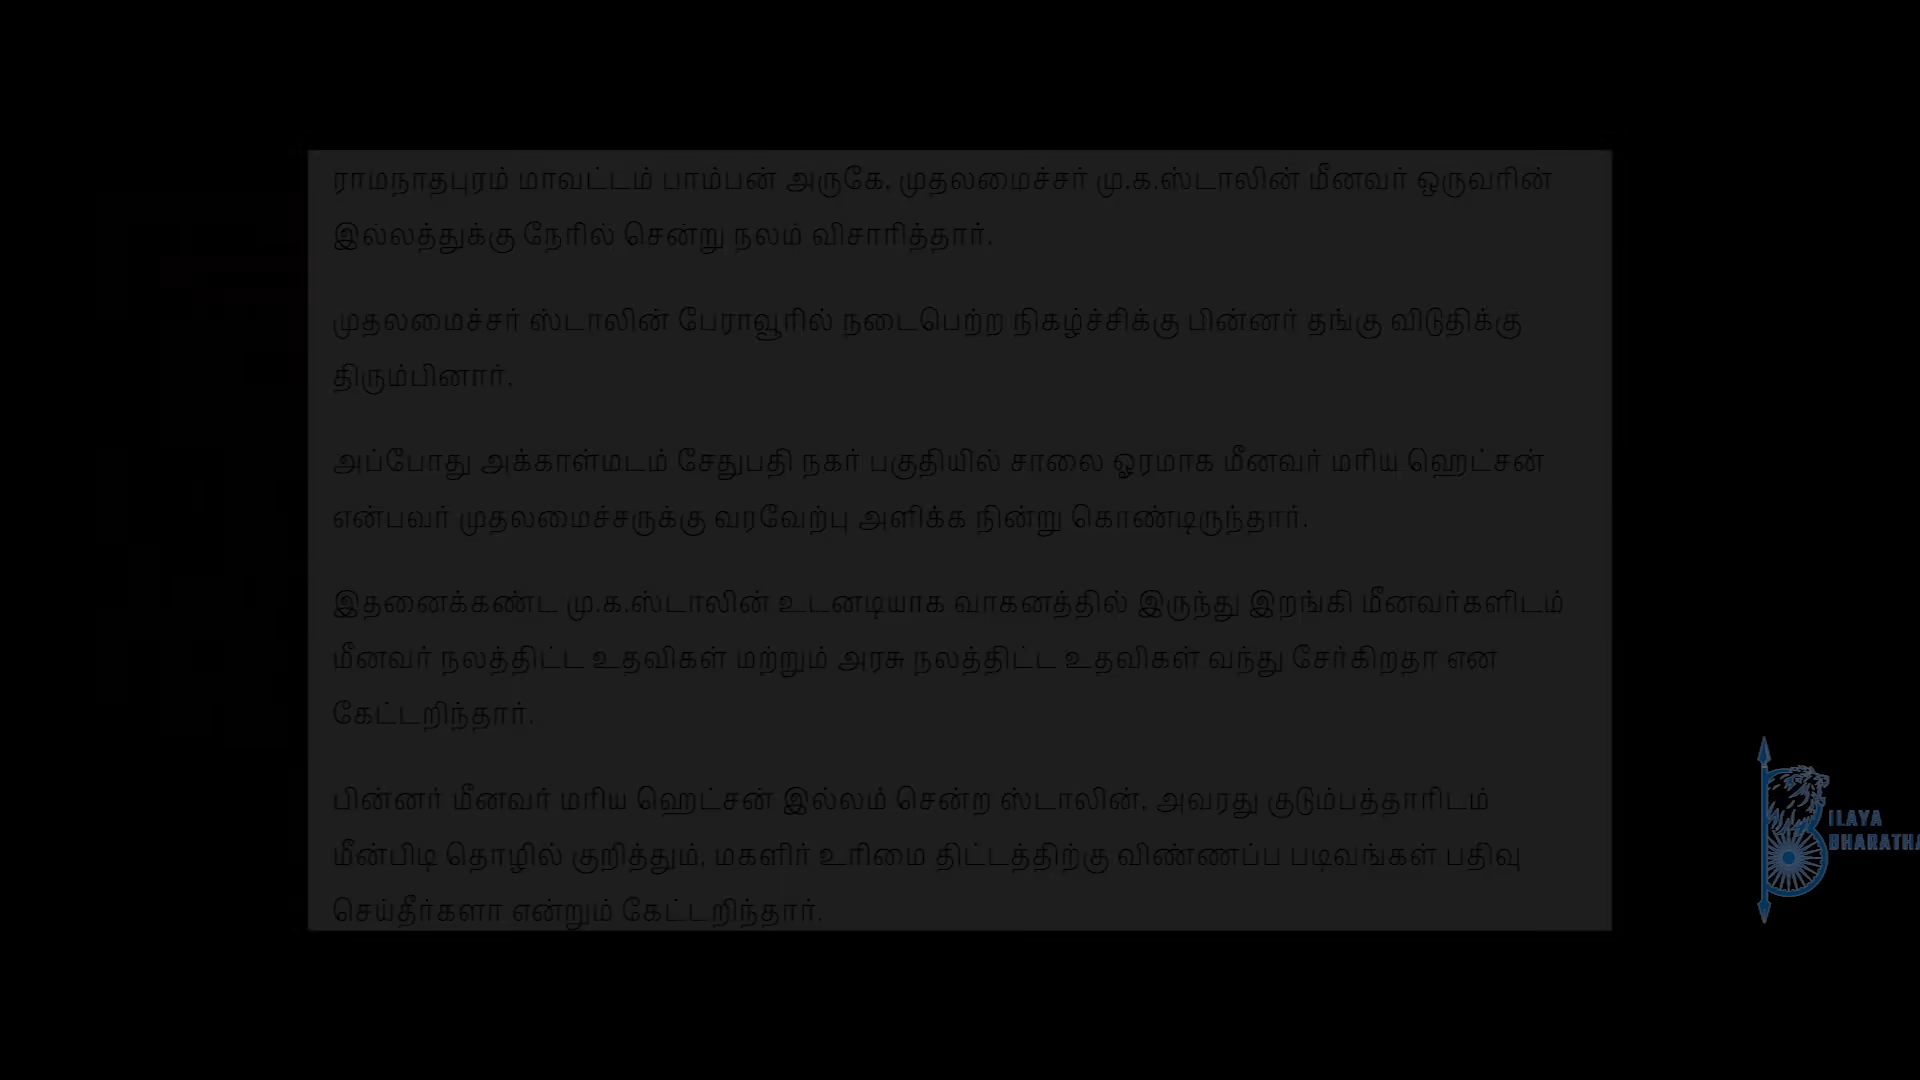 ராமநாதபுரம் மாவட்டம் பாம்பன் அருகே, முதலமைச்சர் மு.க.ஸ்டாலின் மீனவர் ஒருவரின்
இல்லத்துக்கு நேரில் சென்று நலம் விசாரித்தார்.
முதலமைச்சர் ஸ்டாலின் பேராவூரில் நடைபெற்ற நிகழ்ச்சிக்கு பின்னர் தங்கு விடுதிக்கு
திரும்பினார்.
அப்போது அக்காள்மடம் சேதுபதி நகர் பகுதியில் சாலை ஓரமாக மீனவர் மரிய ஹெட்சன்
என்பவர் முதலமைச்சருக்கு வரவேற்பு அளிக்க நின்று கொண்டிருந்தார்.
இதனைக்கண்ட மு.க.ஸ்டாலின் உடனடியாக வாகனத்தில் இருந்து இறங்கி மீனவர்களிடம்
மீனவர் நலத்திட்ட உதவிகள் மற்றும் அரசு நலத்திட்ட உதவிகள் வந்து சேர்கிறதா என
கேட்டறிந்தார்.
பின்னர் மீனவர் மரிய ஹெட்சன் இல்லம் சென்ற ஸ்டாலின், அவரது குடும்பத்தாரிடம்
மீன்பிடி தொழில் குறித்தும், மகளிர் உரிமை திட்டத்திற்கு விண்ணப்ப படிவங்கள் பதிவு
செய்தீர்களா என்றும் கேட்டறிந்தார்.
ILAYA
BHARATHA